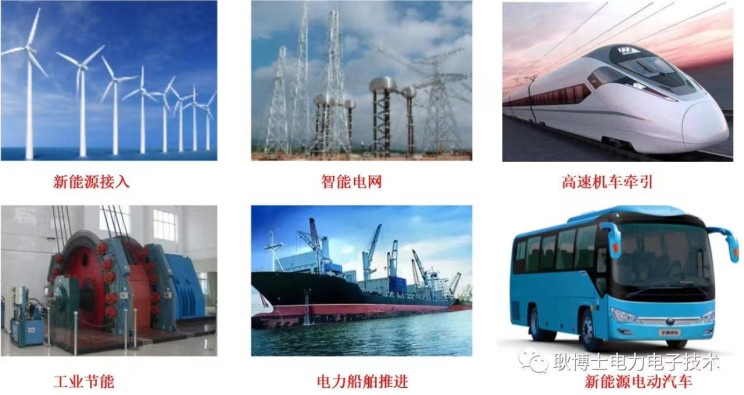 新能源接入
智能电网
高速机车牵引
工业节能
电力船舶推进
新能源电动汽车
耿博士电力电子技术